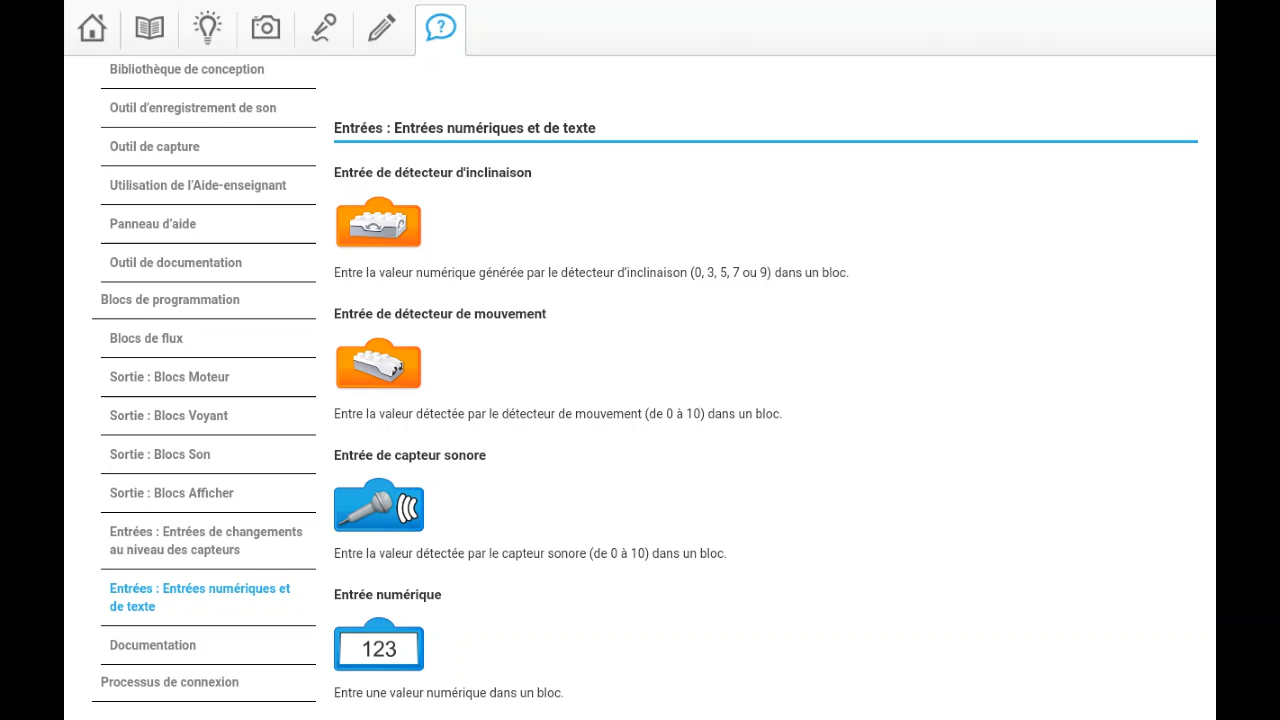 ?
Bibliothèque de conception
Outil d'enregistrement de son
Outil de capture
Utilisation de l'Aide-enseignant
Panneau d'aide
Outil de documentation
Blocs de programmation
Blocs de flux
Sortie : Blocs Moteur
Sortie : Blocs Voyant
Sortie : Blocs Son
Sortie : Blocs Afficher
Entrées : Entrées de changements
au niveau des capteurs
Entrées : Entrées numériques et
de texte
Documentation
Processus de connexion
Entrées : Entrées numériques et de texte
Entrée de détecteur d'inclinaison
Entre la valeur numérique générée par le détecteur d'inclinaison (0, 3, 5, 7 ou 9) dans un bloc.
Entrée de détecteur de mouvement
Entre la valeur détectée par le détecteur de mouvement (de 0 à 10) dans un bloc.
Entrée de capteur sonore
Entre la valeur détectée par le capteur sonore (de 0 à 10) dans un bloc.
Entrée numérique
123
Entre une valeur numérique dans un bloc.